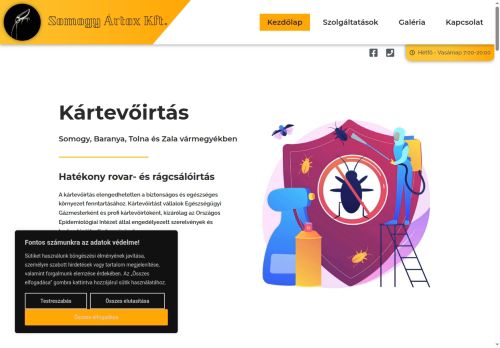 Somogy Artox Kft.
Kezdőlap
Szolgáltatások
Galéria
Kapcsolat
Hétfő - Vasárnap 7:00-20:00
Kártevőirtás
Somogy, Baranya, Tolna és Zala vármegyékben
Hatékony rovar- és rágcsálóirtás
A kártevőirtás elengedhetetlen a biztonságos és egészséges
környezet fenntartásához. Kártevőirtást vállalok Egészségügyi
Gázmesterként és profi kártevőirtóként, kizárólag az Országos
Epidemiológiai Intézet által engedélyezett szerekkel és
Fontos számunkra az adatok védelme!
Sütiket használunk böngészési élményének javítása,
személyre szabott hirdetések vagy tartalom megjelenítése,
valamint forgalmunk elemzése érdekében. Az „Összes
elfogadása" gombra kattintva hozzájárul sütik használatához.
Testreszabás
Összes elutasítása
Összes elfogadása